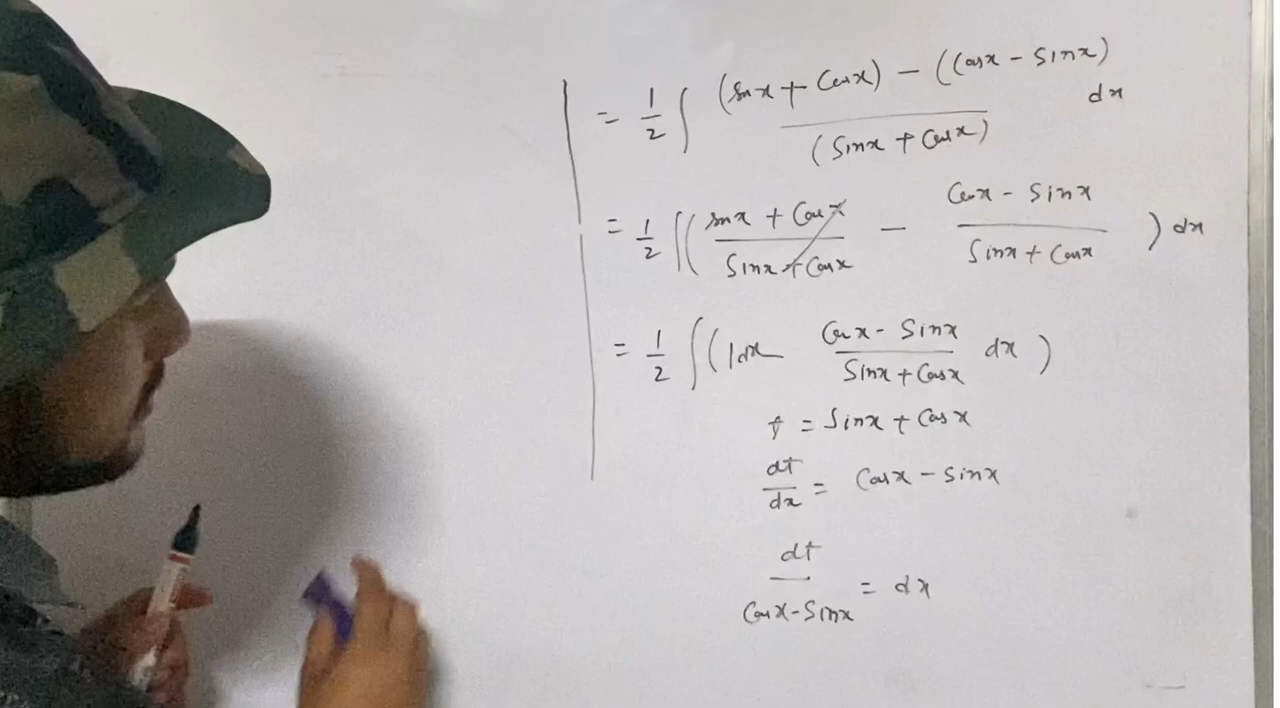 = 1/2 ∫ (sinx + cosx) - (cosx - sinx) / (sinx + cosx) dx
= 1/2 ∫( sinx + cosx / sinx + cosx - cosx - sinx / sinx + cosx ) dx
= 1/2 ∫( 1dx cosx - sinx / sinx + cosx dx )
t = sinx + cosx
dt/dx = cosx - sinx
dt / cosx - sinx = dx